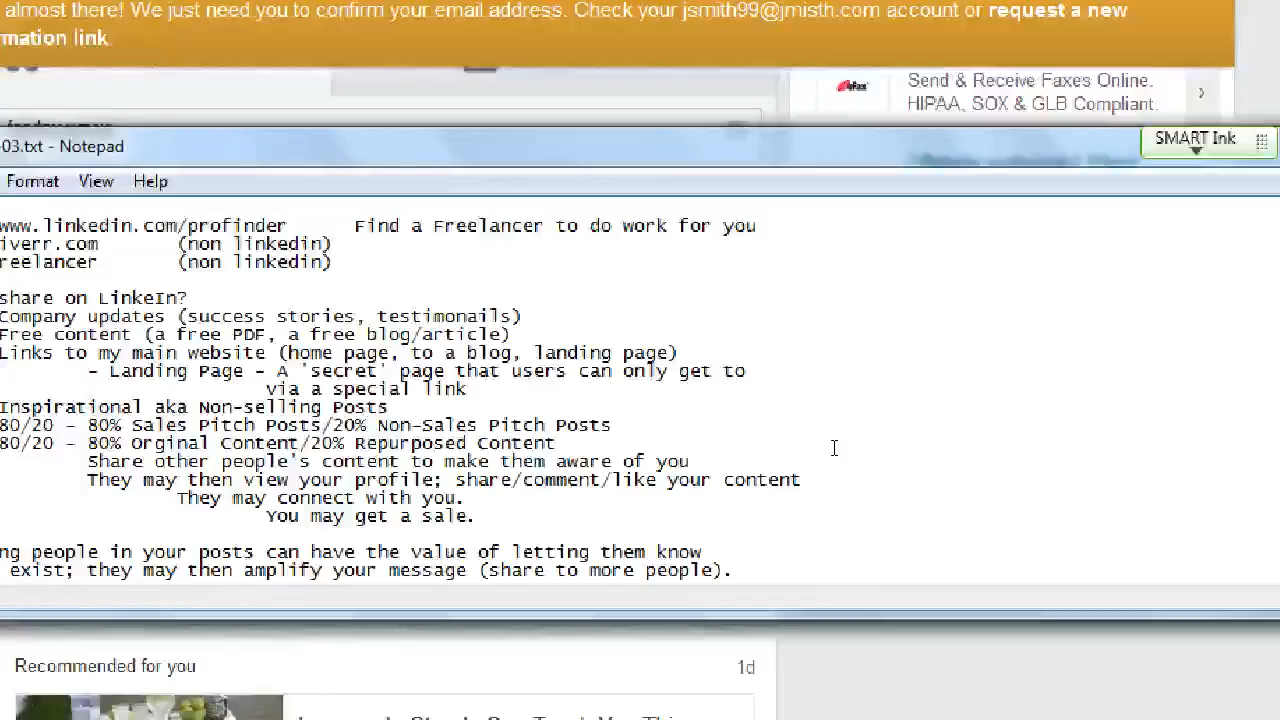 almost there! We just need you to confirm your email address. Check your jsmith99@jmisth.com account or request a new
mation link
Send & Receive Faxes Online.
HIPAA, SOX & GLB Compliant.
03.txt - Notepad
SMART Ink
Format View Help
www.linkedin.com/profinder Find a Freelancer to do work for you
iverr.com (non linkedin)
reelancer (non linkedin)
share on LinkeIn?
Company updates (success stories, testimonails)
Free content (a free PDF, a free blog/article)
Links to my main website (home page, to a blog, landing page)
- Landing Page - A 'secret' page that users can only get to
via a special link
Inspirational aka Non-selling Posts
80/20 - 80% Sales Pitch Posts/20% Non-Sales Pitch Posts
80/20 - 80% Orginal Content/20% Repurposed Content
Share other people's content to make them aware of you
They may then view your profile; share/comment/like your content
They may connect with you.
You may get a sale.
ng people in your posts can have the value of letting them know
exist; they may then amplify your message (share to more people).
Recommended for you 1d